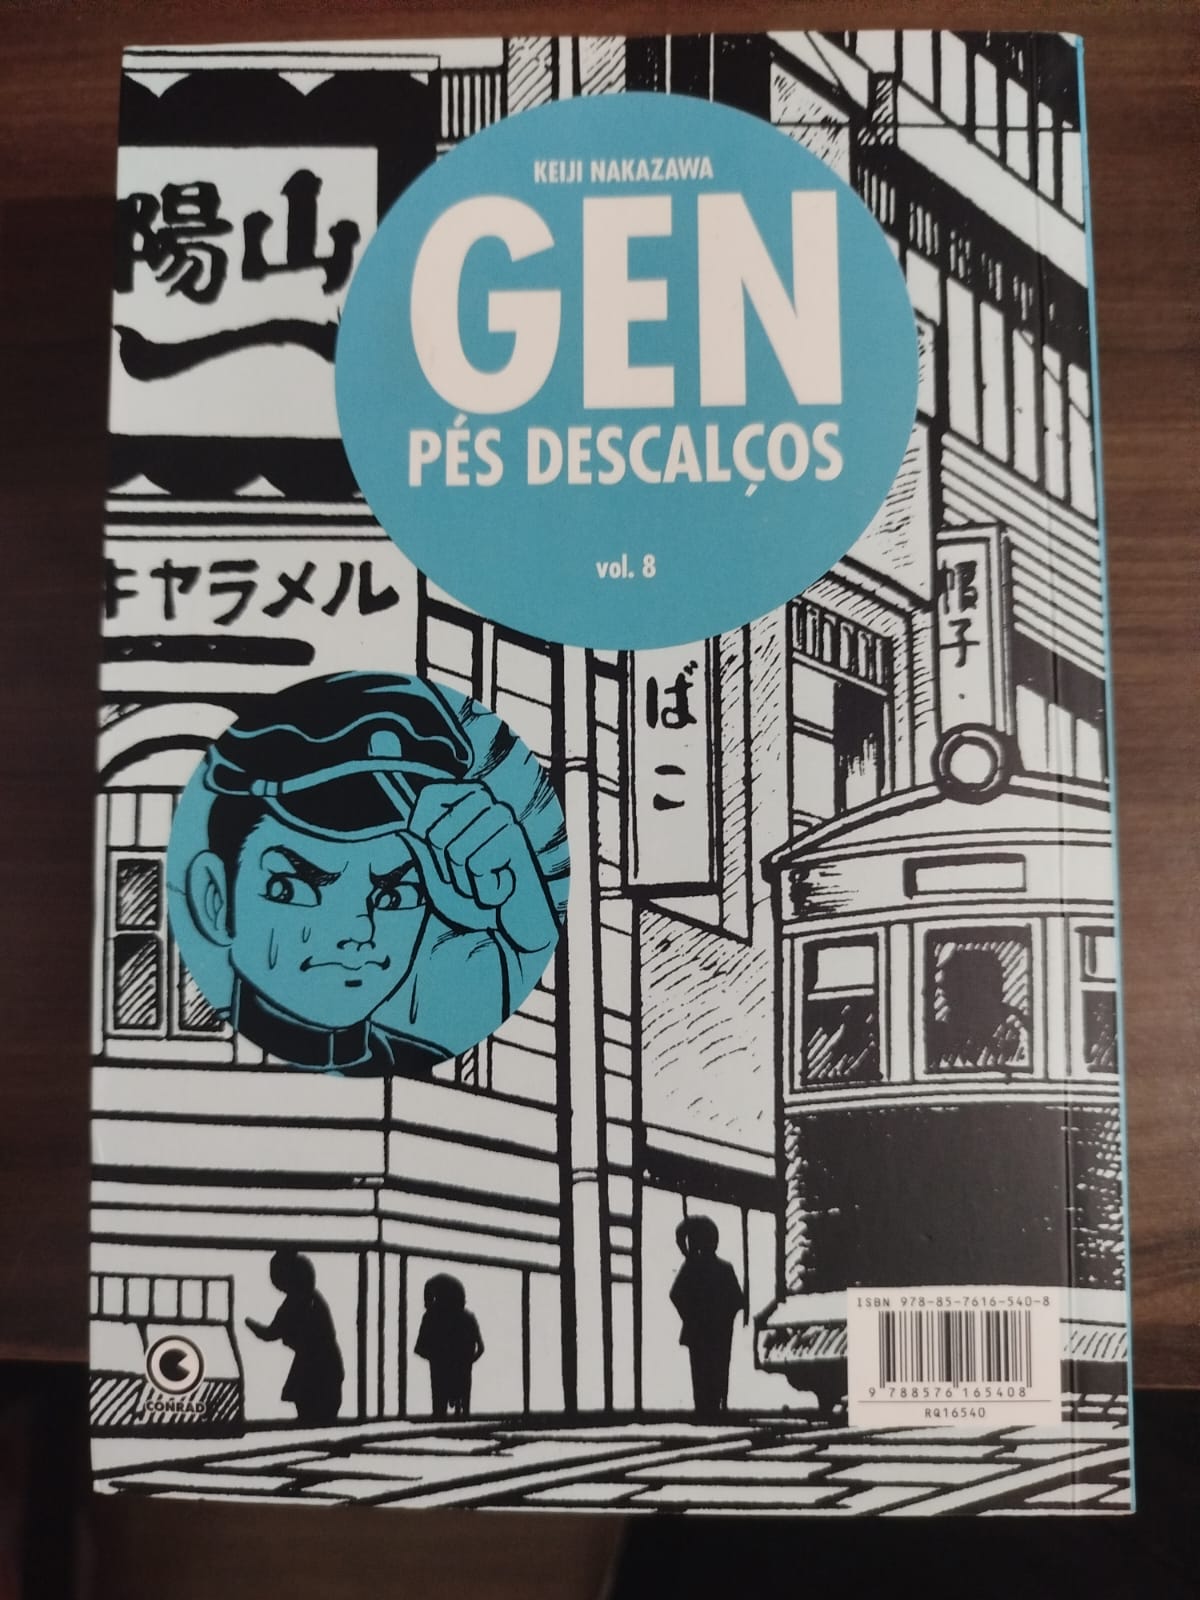 KEIJI NAKAZAWA
GEN
PÉS DESCALÇOS
vol. 8
陽山
キャラメル
ばこ
帽子
CONRAD
ISBN 978-85-7616-540-8
9 788576 165408
RQ16540